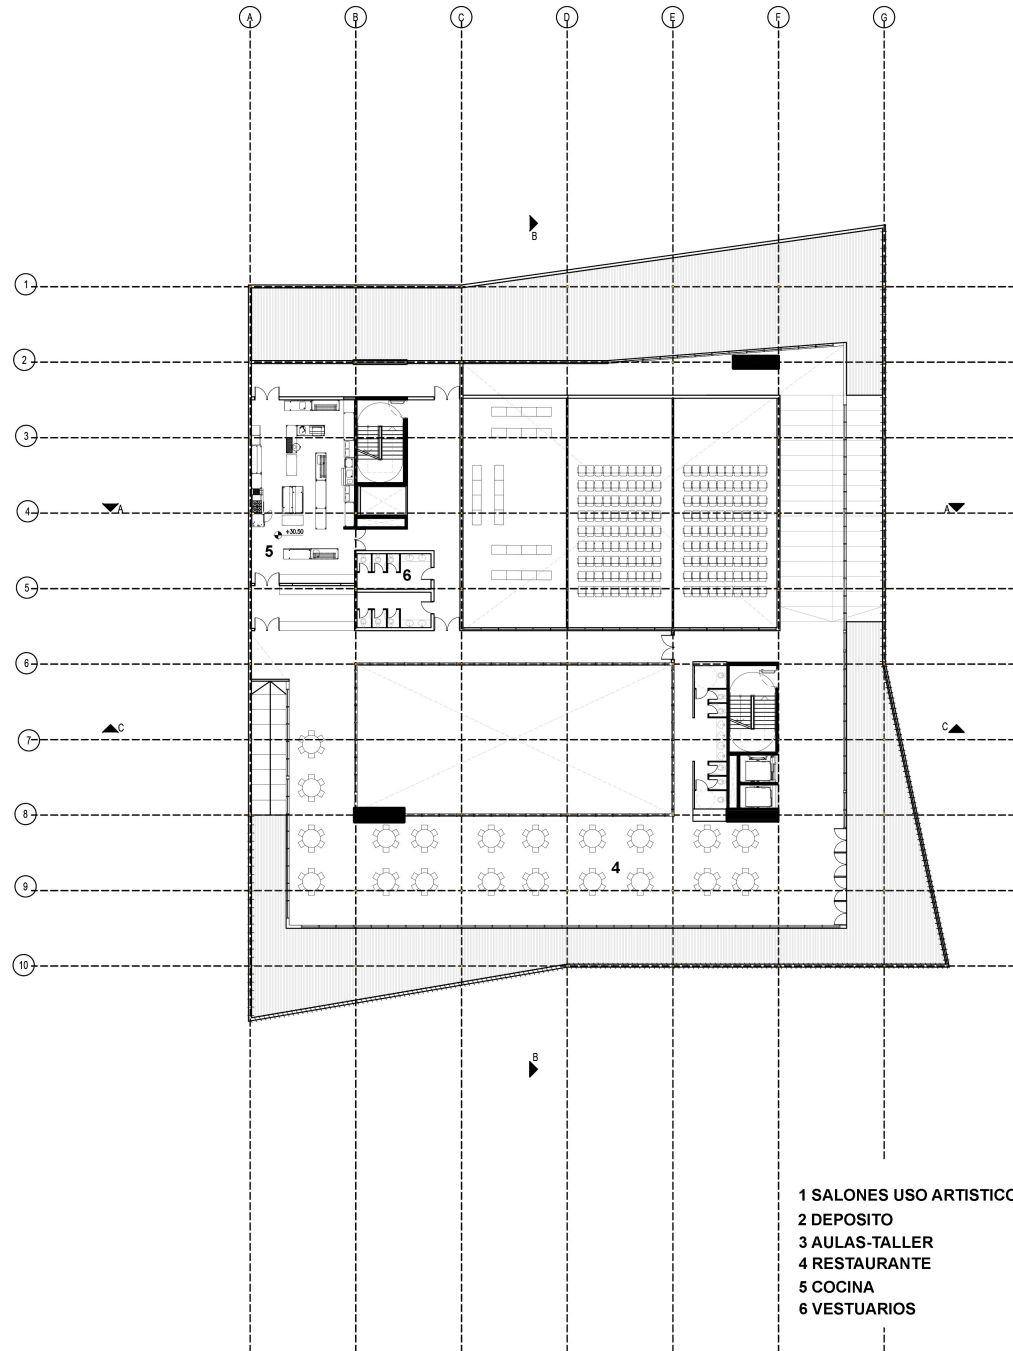 A B C D E F G
B
1
2
3
4
A
A
+30.50
5
6
5
6
7
C
C
8
4
9
10
B
1 SALONES USO ARTISTICO
2 DEPOSITO
3 AULAS-TALLER
4 RESTAURANTE
5 COCINA
6 VESTUARIOS